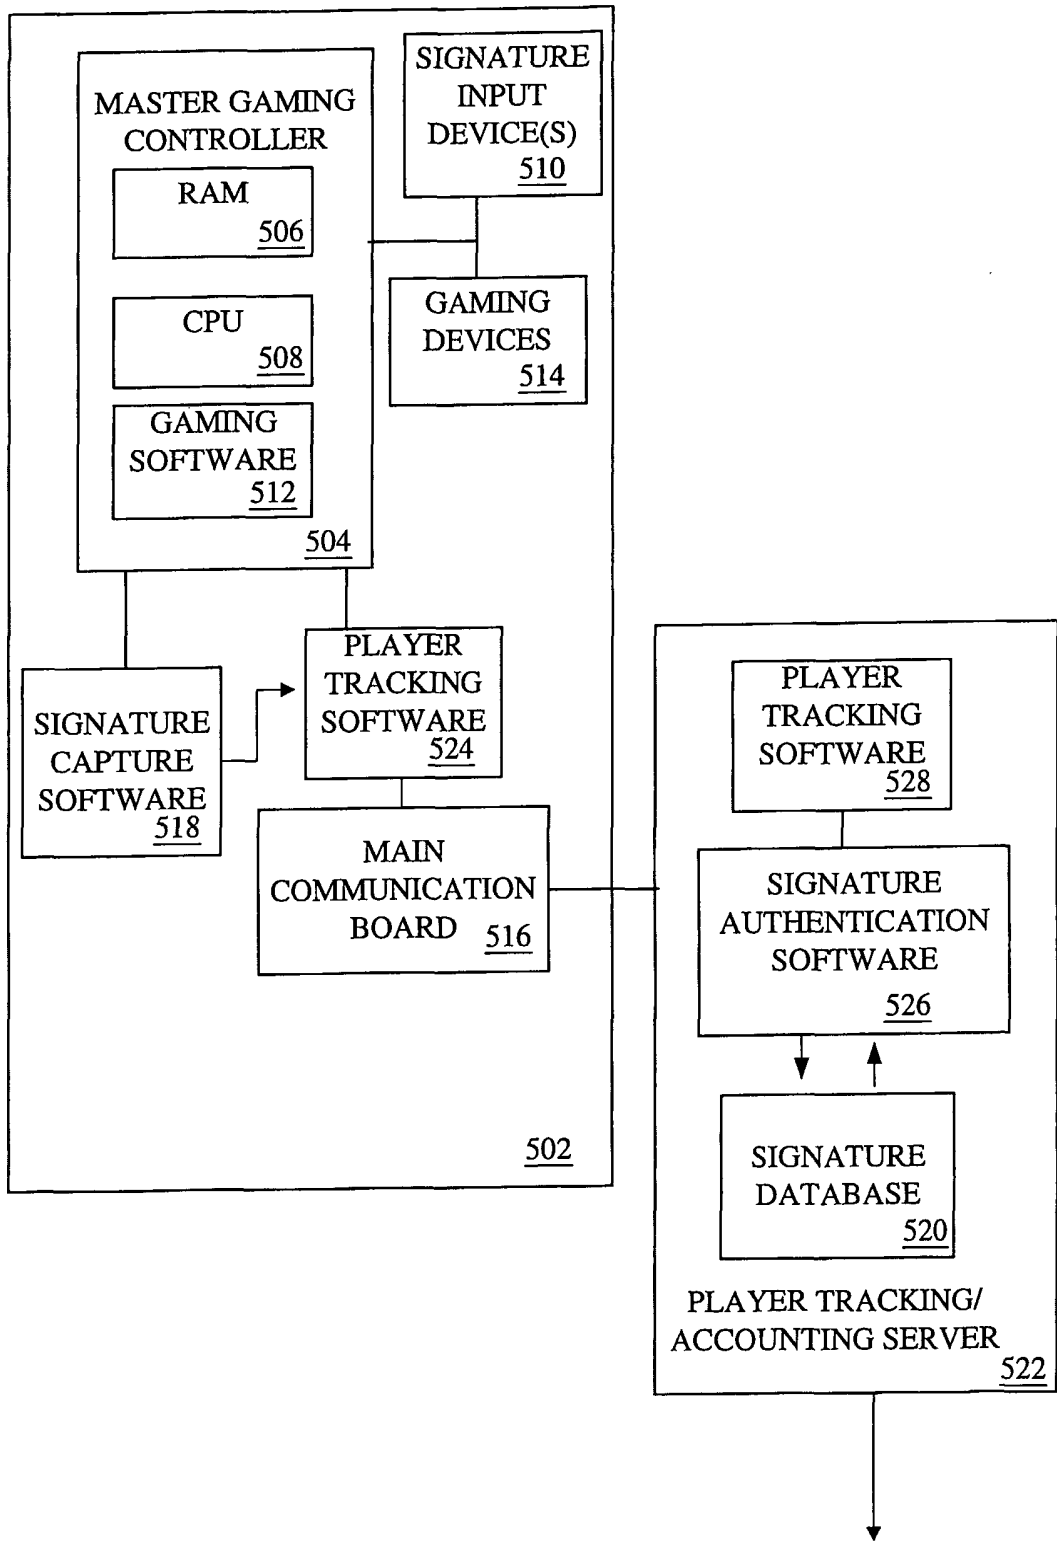 MASTER GAMING
CONTROLLER
RAM
506
CPU
508
GAMING
SOFTWARE
512
504
SIGNATURE
INPUT
DEVICE(S)
510
GAMING
DEVICES
514
SIGNATURE
CAPTURE
SOFTWARE
518
PLAYER
TRACKING
SOFTWARE
524
MAIN
COMMUNICATION
BOARD
516
502
PLAYER
TRACKING
SOFTWARE
528
SIGNATURE
AUTHENTICATION
SOFTWARE
526
SIGNATURE
DATABASE
520
PLAYER TRACKING/
ACCOUNTING SERVER
522